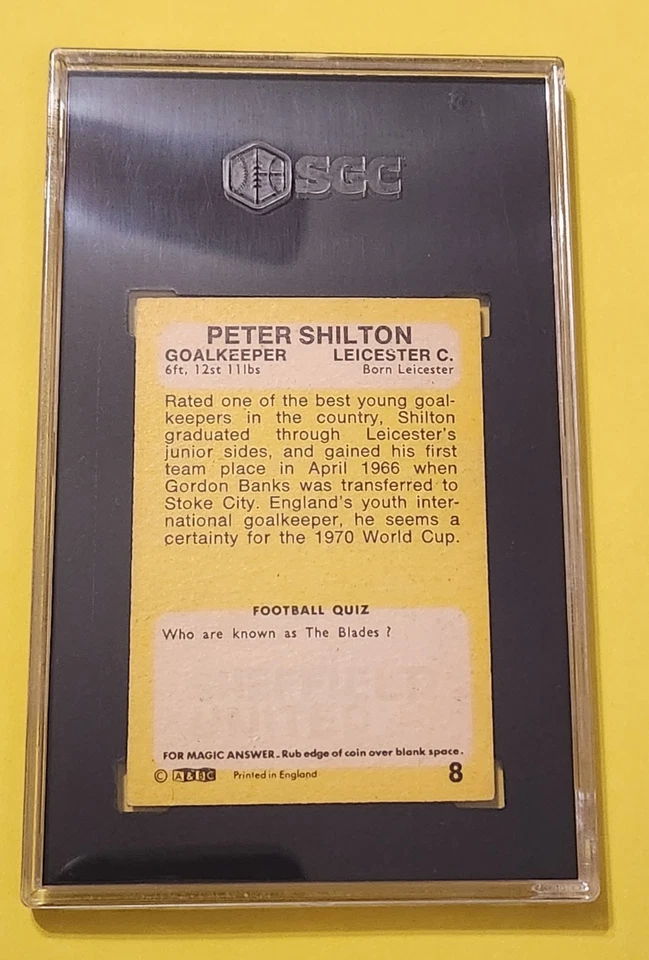 SGC
PETER SHILTON
GOALKEEPER LEICESTER C.
6ft, 12st 11lbs Born Leicester
Rated one of the best young goal-
keepers in the country, Shilton
graduated through Leicester's
junior sides, and gained his first
team place in April 1966 when
Gordon Banks was transferred to
Stoke City. England's youth inter-
national goalkeeper, he seems a
certainty for the 1970 World Cup.
FOOTBALL QUIZ
Who are known as The Blades ?
SHEFFIELD
UNITED
FOR MAGIC ANSWER. Rub edge of coin over blank space.
© A&BC Printed in England 8